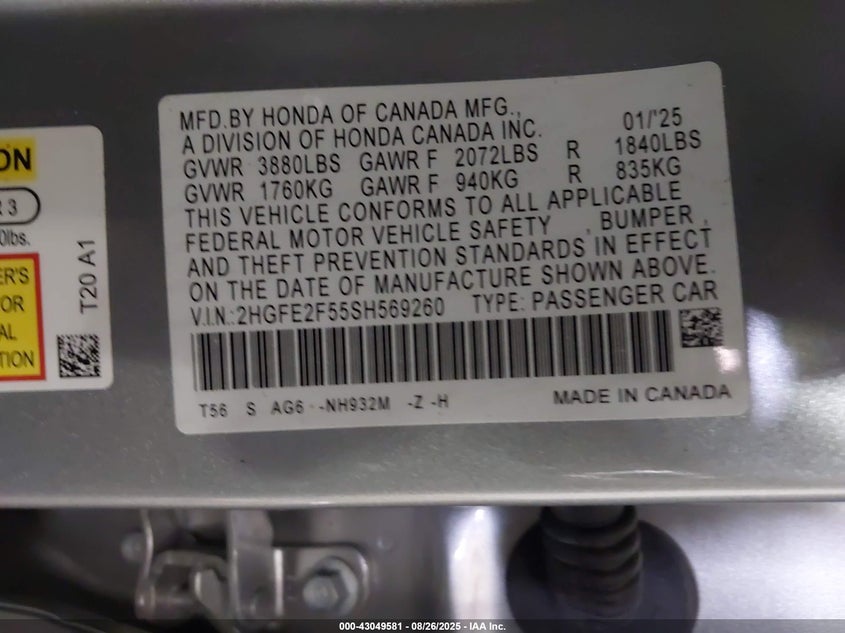 MFD.BY HONDA OF CANADA MFG.,
A DIVISION OF HONDA CANADA INC. 01/'25
GVWR 3880LBS GAWR F 2072LBS R 1840LBS
GVWR 1760KG GAWR F 940KG R 835KG
THIS VEHICLE CONFORMS TO ALL APPLICABLE
FEDERAL MOTOR VEHICLE SAFETY , BUMPER ,
AND THEFT PREVENTION STANDARDS IN EFFECT
ON THE DATE OF MANUFACTURE SHOWN ABOVE.
V.I.N.:2HGFE2F55SH569260 TYPE: PASSENGER CAR
T56 S AG6 -NH932M -Z -H MADE IN CANADA
T20 A1
000-43049581 - 08/26/2025 - IAA Inc.